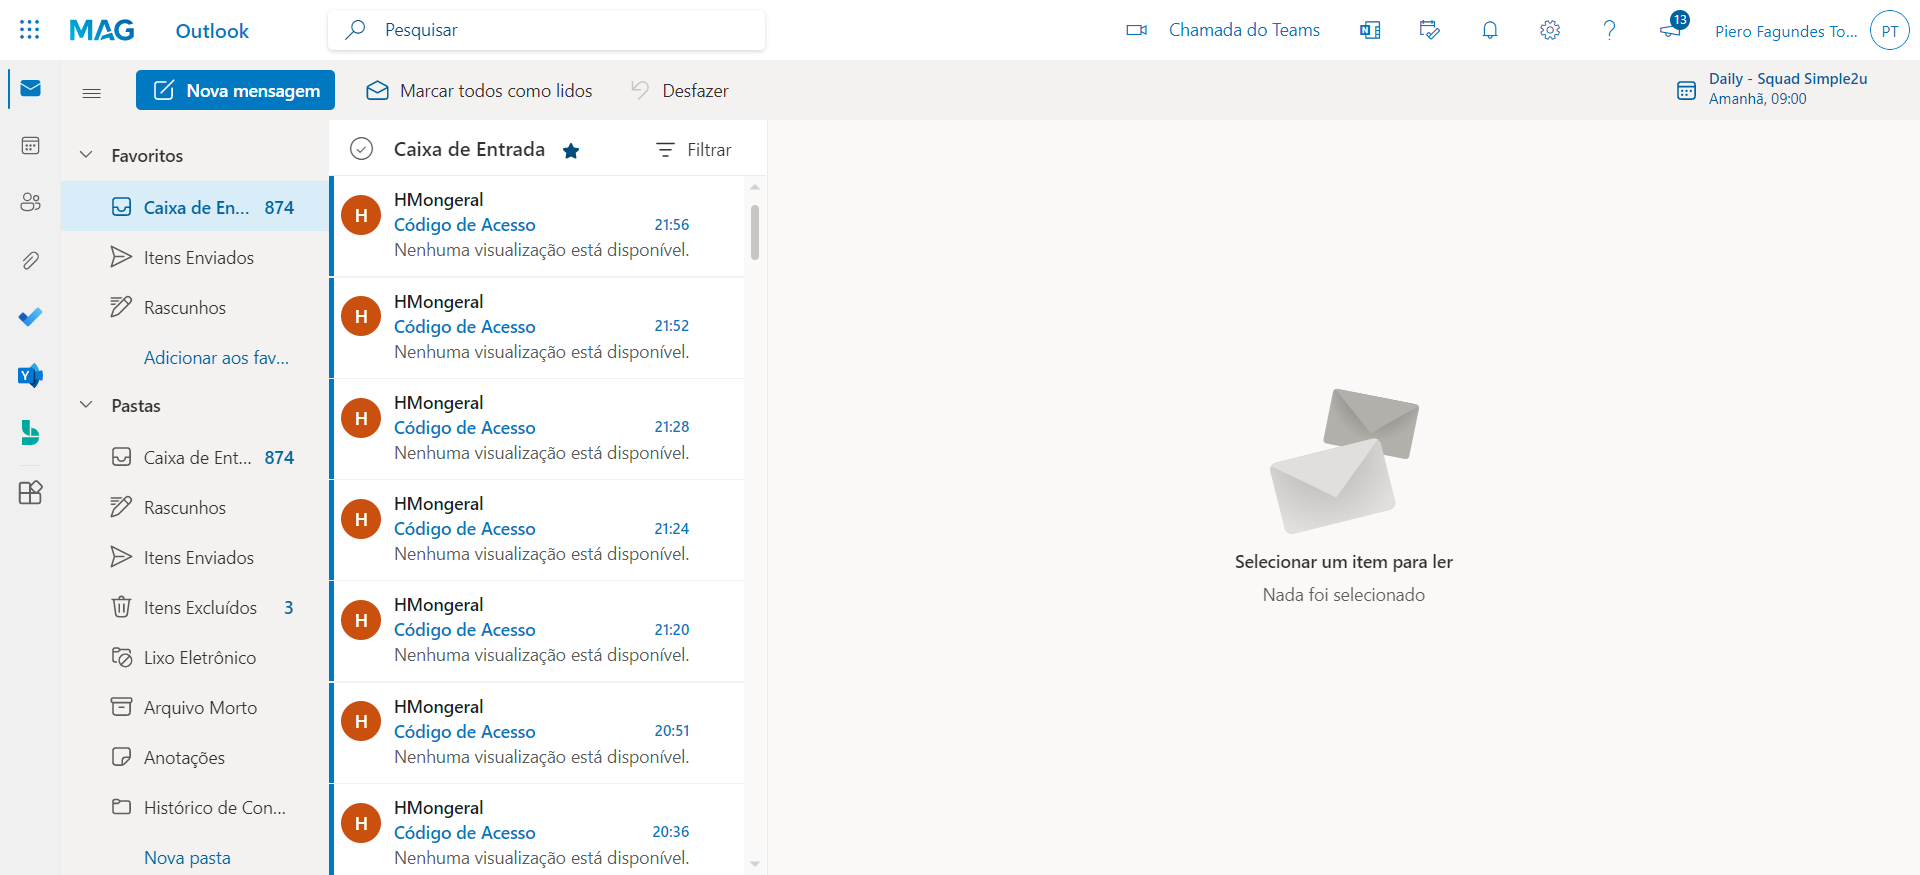 MAG
Outlook
Pesquisar
Chamada do Teams
N
13
Piero Fagundes To...
PT
Nova mensagem
Marcar todos como lidos
Desfazer
Daily - Squad Simple2u
Amanhã, 09:00
Favoritos
Caixa de En... 874
Itens Enviados
Rascunhos
Adicionar aos fav...
Pastas
Caixa de Ent... 874
Rascunhos
Itens Enviados
Itens Excluídos 3
Lixo Eletrônico
Arquivo Morto
Anotações
Histórico de Con...
Nova pasta
Y
Caixa de Entrada
Filtrar
H
HMongeral
Código de Acesso 21:56
Nenhuma visualização está disponível.
H
HMongeral
Código de Acesso 21:52
Nenhuma visualização está disponível.
H
HMongeral
Código de Acesso 21:28
Nenhuma visualização está disponível.
H
HMongeral
Código de Acesso 21:24
Nenhuma visualização está disponível.
H
HMongeral
Código de Acesso 21:20
Nenhuma visualização está disponível.
H
HMongeral
Código de Acesso 20:51
Nenhuma visualização está disponível.
H
HMongeral
Código de Acesso 20:36
Nenhuma visualização está disponível.
Selecionar um item para ler
Nada foi selecionado